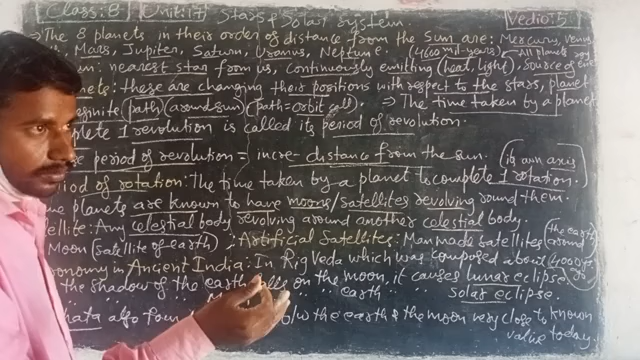 Class: 8 Unit: 17 Stars & Solar System. Vedio: 5
→ The 8 planets in their order of distance from the Sun are: Mercury, Venus
Mars, Jupiter, Saturn, Uranus, Neptune. (4600 mil-years) All planets
nearest star from us, continuously emitting (heat, light), source of
these are changing their positions with respect to the stars, planet
(path) (around sun) (path = orbit call). ⇒ The time taken by a planet
1 revolution is called its period of revolution.
period of revolution = incre- distance from the sun. (its own axis
of rotation: The time taken by a planet to complete 1 rotation.)
planets are known to have moons/Satellites revolving round them.
Any celestial body revolving around another celestial body.
Moon (satellite of earth) ; Artificial Satellites: Man made satellites (the earth) around
in Ancient India: In Rig Veda which was composed about 4000
the shadow of the earth falls on the moon, it causes lunar eclipse.
" " " " earth " " Solar eclipse.
also the earth & the moon very close to known
value today.